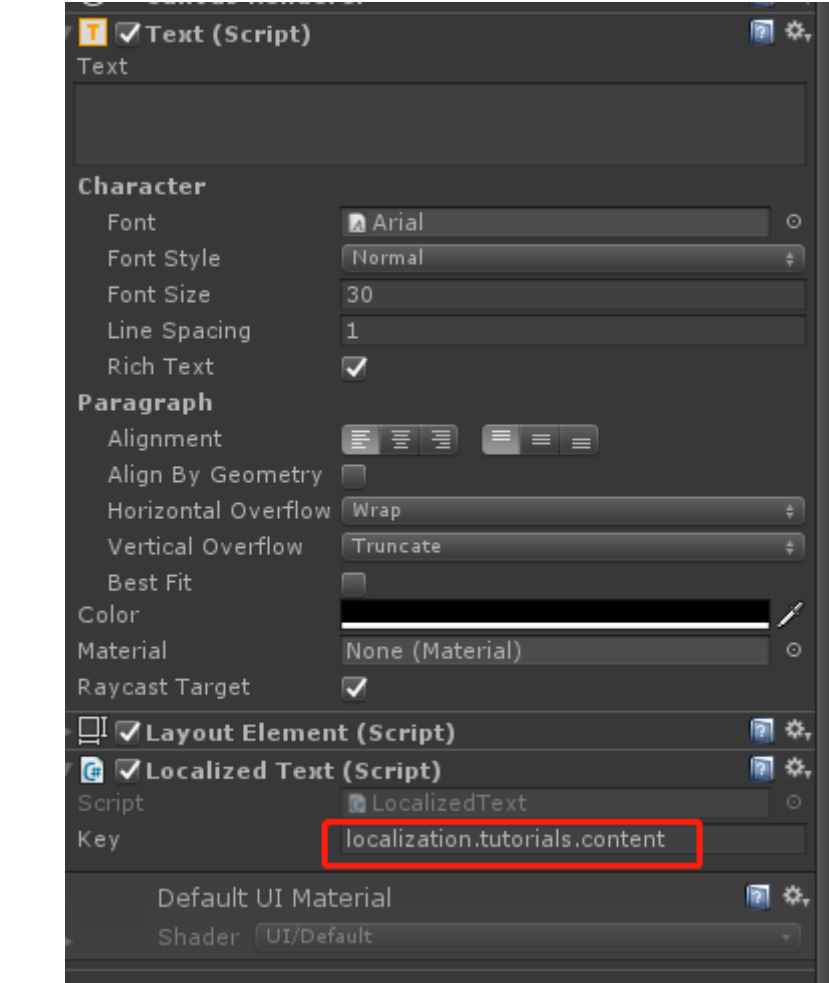 Text (Script)
Text
Character
Font Arial
Font Style Normal
Font Size 30
Line Spacing 1
Rich Text
Paragraph
Alignment
Align By Geometry
Horizontal Overflow Wrap
Vertical Overflow Truncate
Best Fit
Color
Material None (Material)
Raycast Target
Layout Element (Script)
Localized Text (Script)
Script LocalizedText
Key localization.tutorials.content
Default UI Material
Shader UI/Default